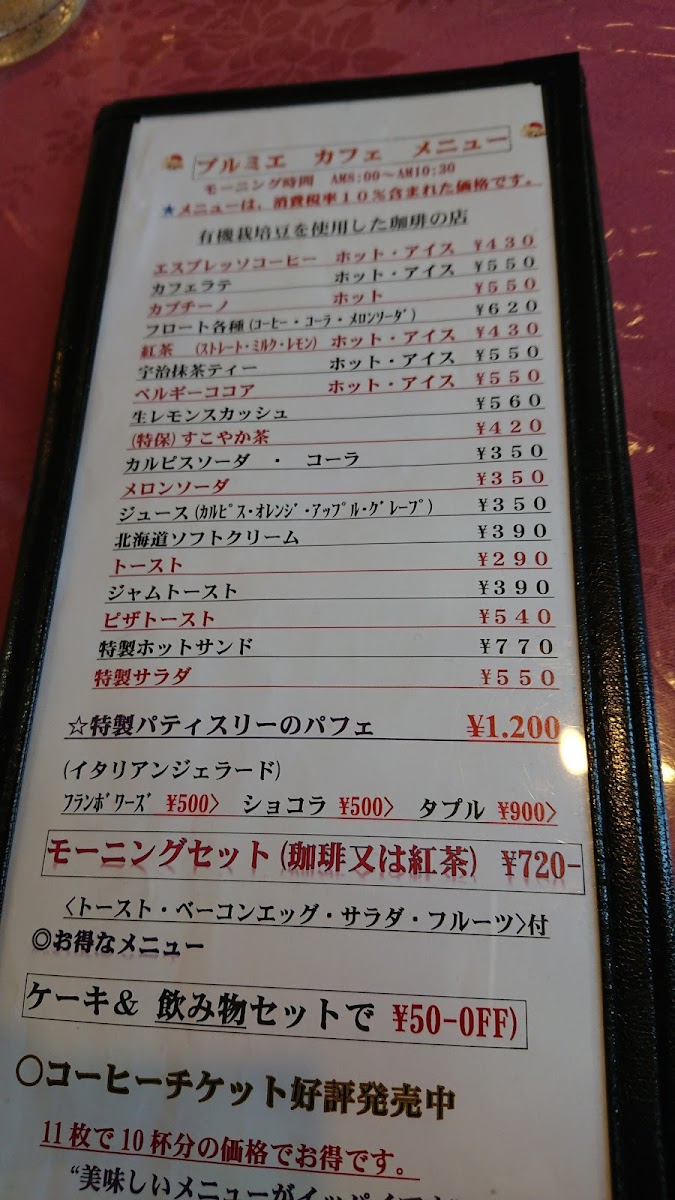 プルミエ　カフェ　メニュー
モーニング時間　AM8:00〜AM10:30
★メニューは、消費税率１０％含まれた価格です。
有機栽培豆を使用した珈琲の店
エスプレッソコーヒー　ホット・アイス　¥４３０
カフェラテ　ホット・アイス　¥５５０
カプチーノ　ホット　¥５５０
フロート各種(ｺｰﾋｰ・ｺｰﾗ・ﾒﾛﾝｿｰﾀﾞ)　¥６２０
紅茶　(ｽﾄﾚｰﾄ・ﾐﾙｸ・ﾚﾓﾝ)　ホット・アイス　¥４３０
宇治抹茶ティー　ホット・アイス　¥５５０
ベルギーココア　ホット・アイス　¥５５０
生レモンスカッシュ　¥５６０
(特保)すこやか茶　¥４２０
カルピスソーダ　・　コーラ　¥３５０
メロンソーダ　¥３５０
ジュース(ｶﾙﾋﾟｽ・ｵﾚﾝｼﾞ・ｱｯﾌﾟﾙ・ｸﾞﾚｰﾌﾟ)　¥３５０
北海道ソフトクリーム　¥３９０
トースト　¥２９０
ジャムトースト　¥３９０
ピザトースト　¥５４０
特製ホットサンド　¥７７０
特製サラダ　¥５５０
☆特製パティスリーのパフェ　¥1.200
(イタリアンジェラード)
ﾌﾗﾝﾎﾞﾜｰｽﾞ ¥500〉　ショコラ ¥500〉　タプル ¥900〉
モーニングセット(珈琲又は紅茶)　¥720-
〈トースト・ベーコンエッグ・サラダ・フルーツ〉付
◎お得なメニュー
ケーキ＆ 飲み物セットで ¥50-OFF)
〇コーヒーチケット好評発売中
11枚で10杯分の価格でお得です。
“美味しいメニューがイッパイ